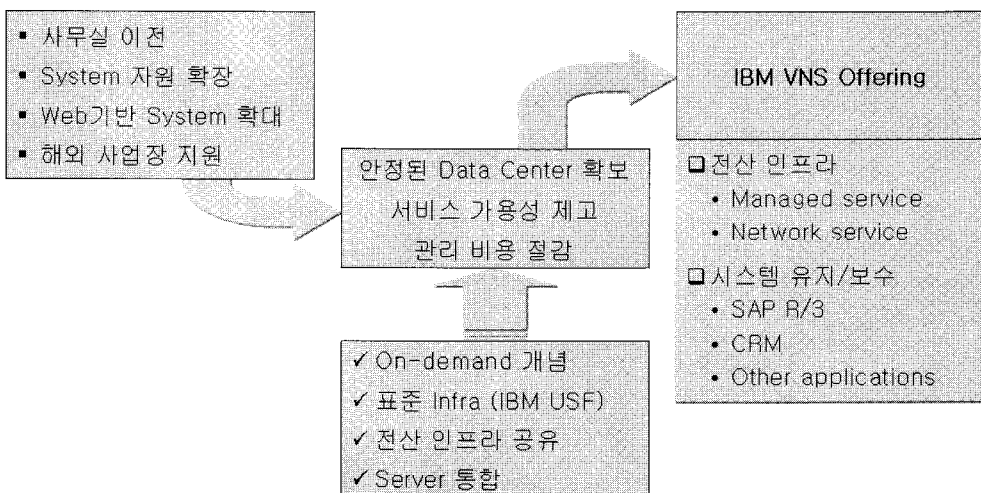 ▪ 사무실 이전
▪ System 자원 확장
▪ Web기반 System 확대
▪ 해외 사업장 지원
안정된 Data Center 확보
서비스 가용성 제고
관리 비용 절감
✓ On-demand 개념
✓ 표준 Infra (IBM USF)
✓ 전산 인프라 공유
✓ Server 통합
IBM VNS Offering
❑전산 인프라
• Managed service
• Network service
❑시스템 유지/보수
• SAP R/3
• CRM
• Other applications